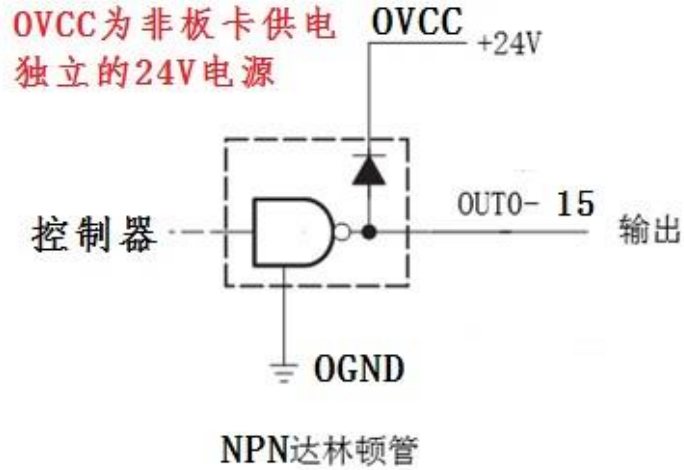 OVCC为非板卡供电
独立的24V电源
OVCC
+24V
OUT0- 15
输出
控制器
OGND
NPN达林顿管